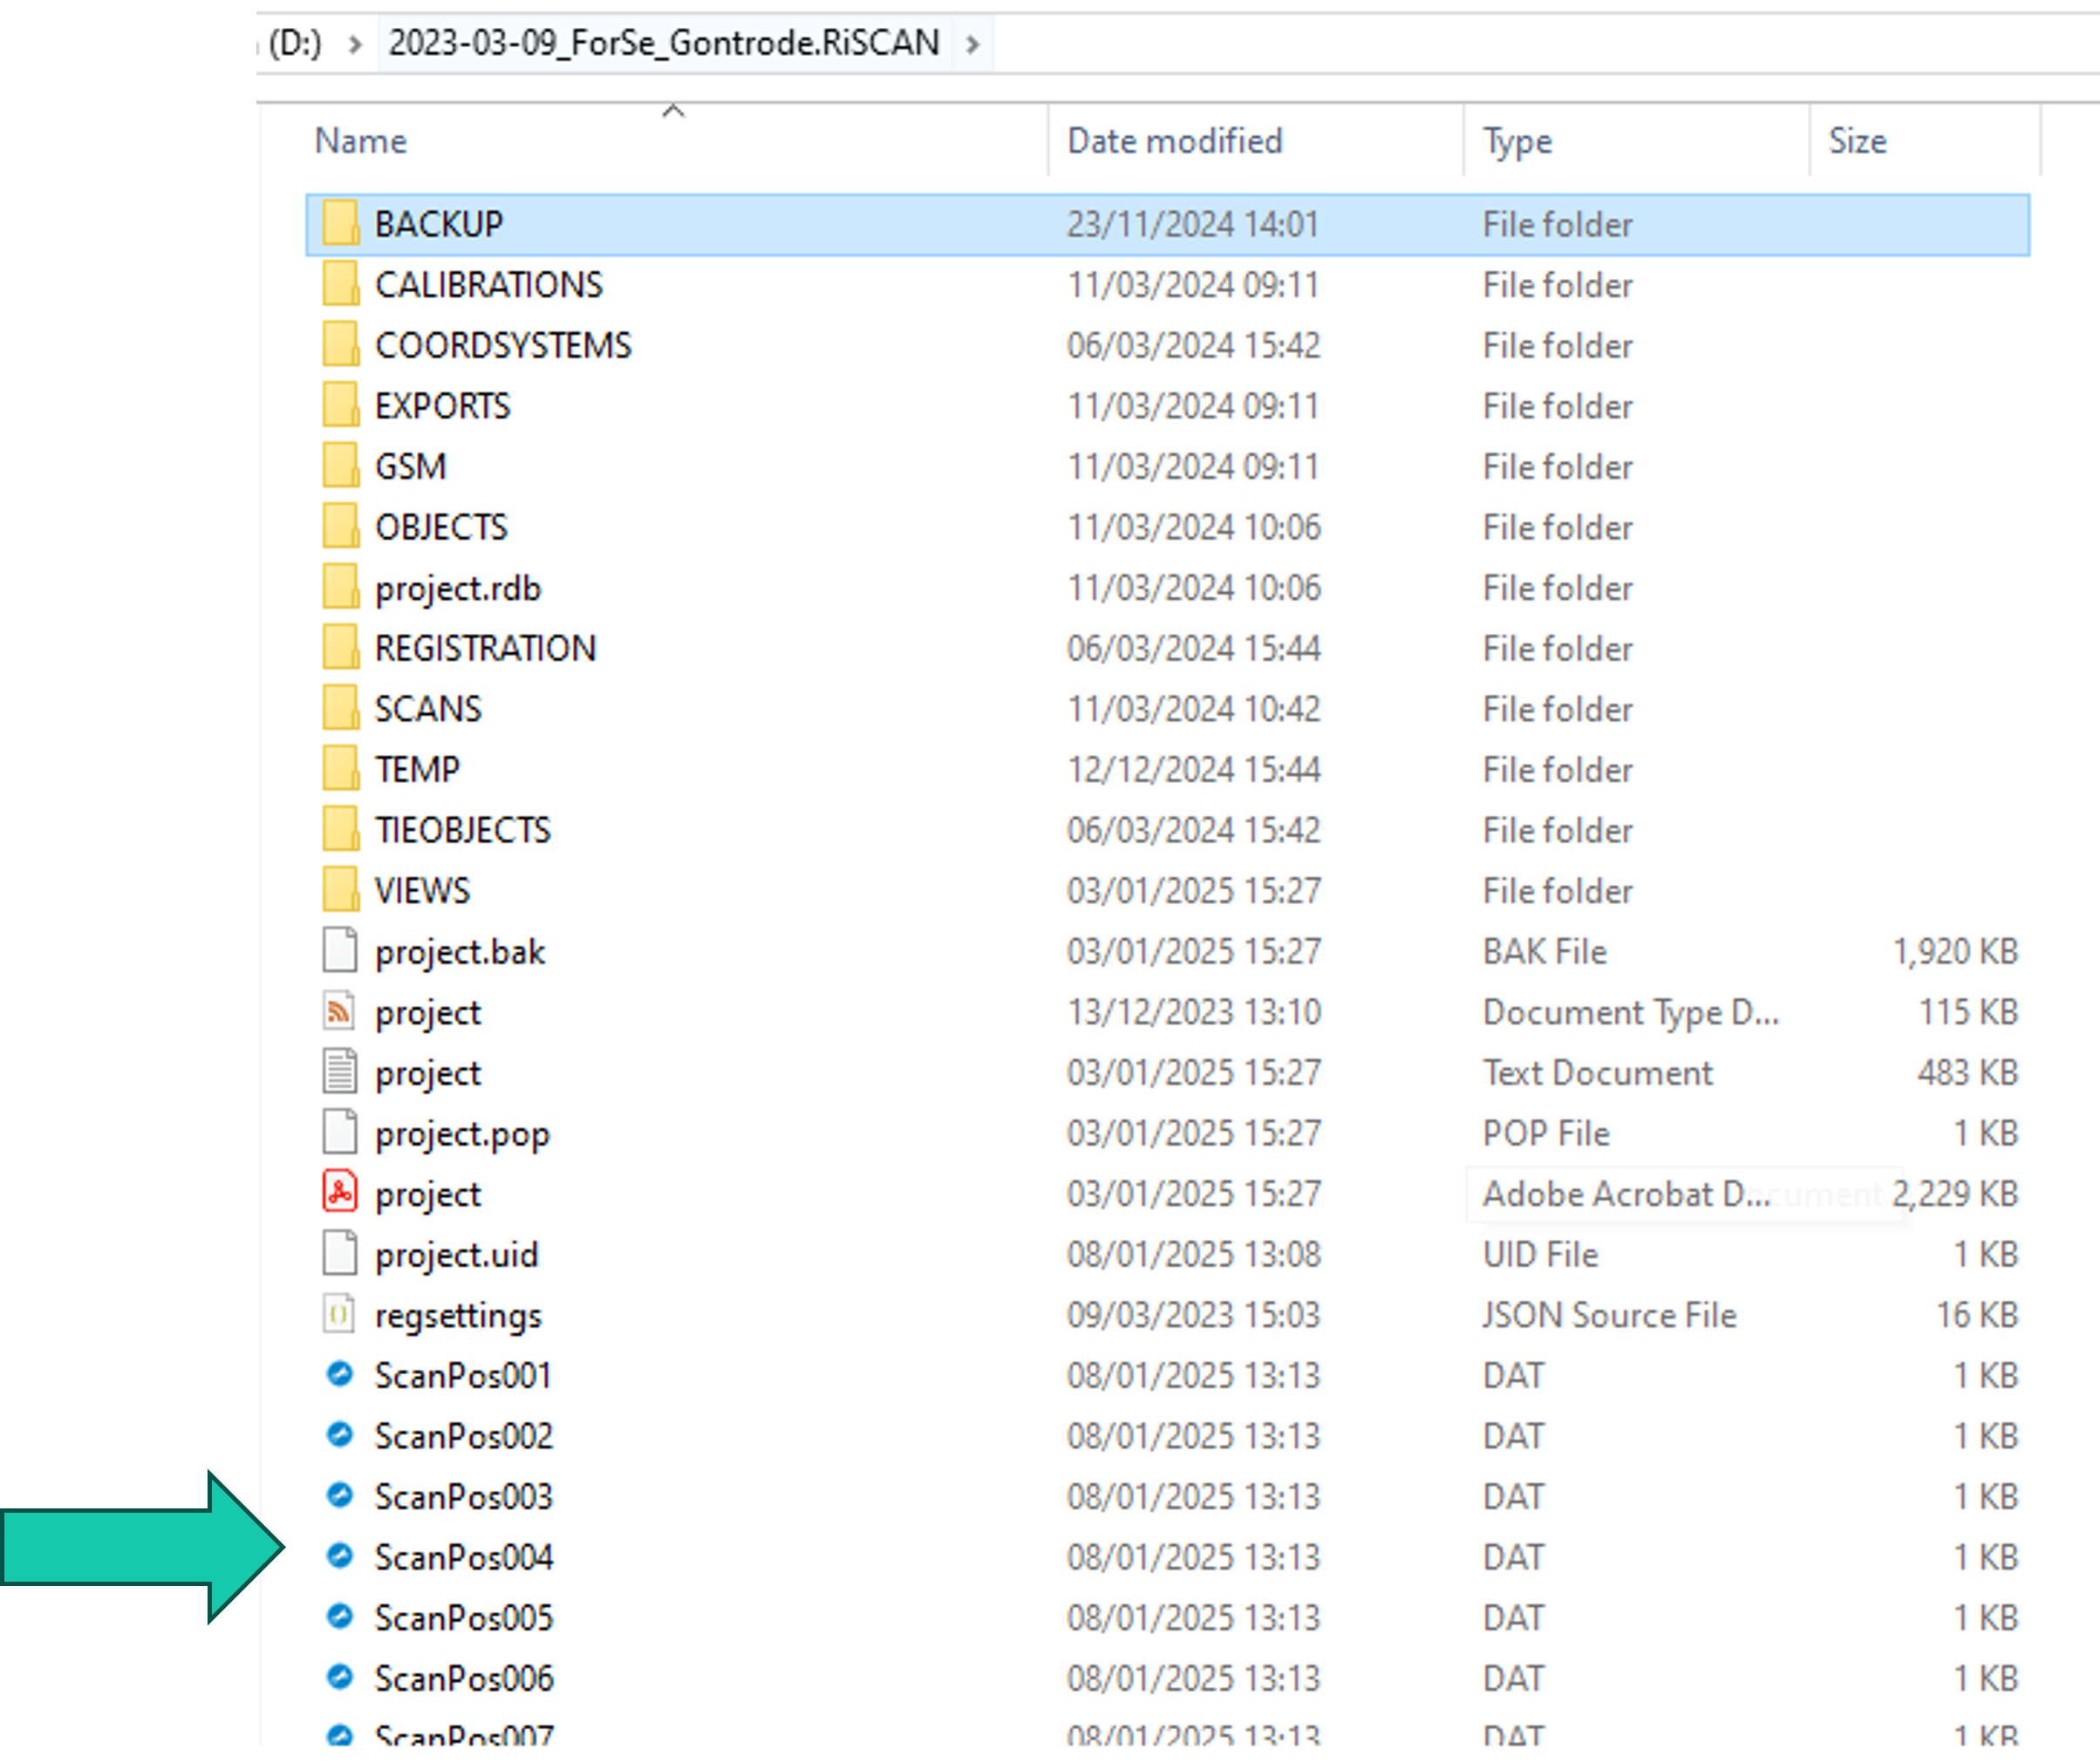 (D:) > 2023-03-09_ForSe_Gontrode.RiSCAN >
Name Date modified Type Size
BACKUP 23/11/2024 14:01 File folder
CALIBRATIONS 11/03/2024 09:11 File folder
COORDSYSTEMS 06/03/2024 15:42 File folder
EXPORTS 11/03/2024 09:11 File folder
GSM 11/03/2024 09:11 File folder
OBJECTS 11/03/2024 10:06 File folder
project.rdb 11/03/2024 10:06 File folder
REGISTRATION 06/03/2024 15:44 File folder
SCANS 11/03/2024 10:42 File folder
TEMP 12/12/2024 15:44 File folder
TIEOBJECTS 06/03/2024 15:42 File folder
VIEWS 03/01/2025 15:27 File folder
project.bak 03/01/2025 15:27 BAK File 1,920 KB
project 13/12/2023 13:10 Document Type D... 115 KB
project 03/01/2025 15:27 Text Document 483 KB
project.pop 03/01/2025 15:27 POP File 1 KB
project 03/01/2025 15:27 Adobe Acrobat D... 2,229 KB
project.uid 08/01/2025 13:08 UID File 1 KB
regsettings 09/03/2023 15:03 JSON Source File 16 KB
ScanPos001 08/01/2025 13:13 DAT 1 KB
ScanPos002 08/01/2025 13:13 DAT 1 KB
ScanPos003 08/01/2025 13:13 DAT 1 KB
ScanPos004 08/01/2025 13:13 DAT 1 KB
ScanPos005 08/01/2025 13:13 DAT 1 KB
ScanPos006 08/01/2025 13:13 DAT 1 KB
ScanPos007 08/01/2025 13:13 DAT 1 KB